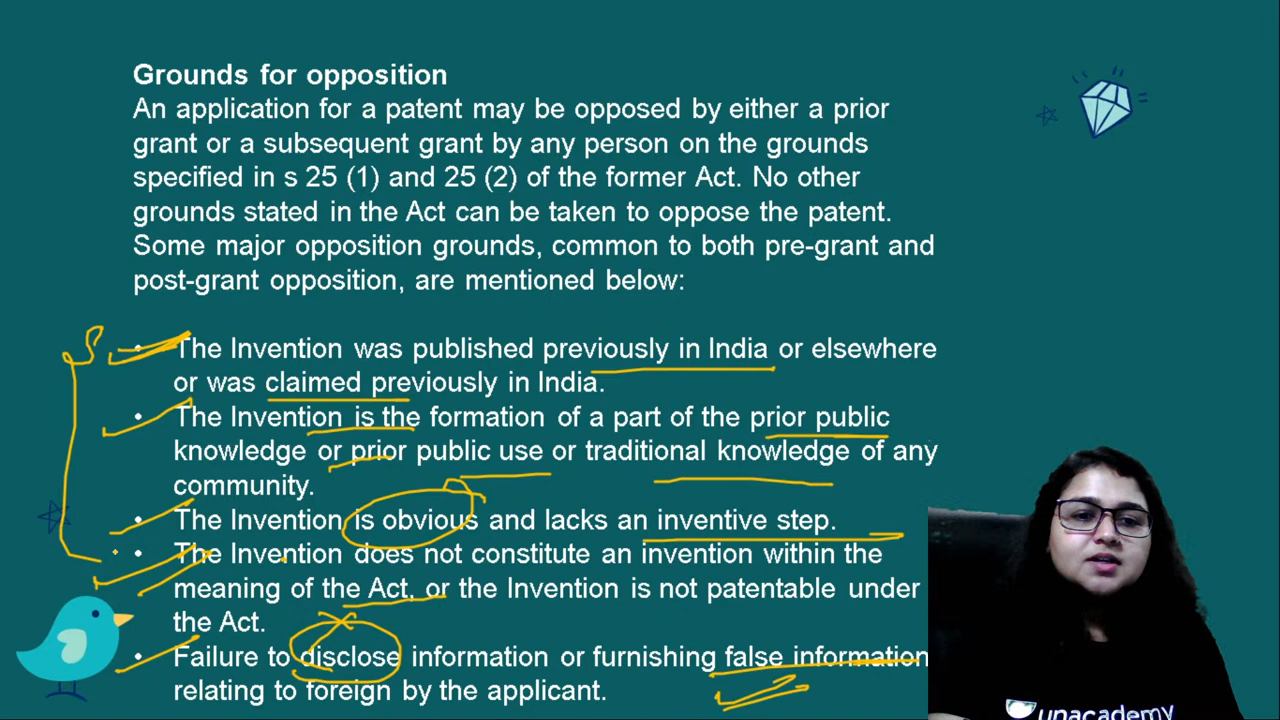 Grounds for opposition
An application for a patent may be opposed by either a prior
grant or a subsequent grant by any person on the grounds
specified in s 25 (1) and 25 (2) of the former Act. No other
grounds stated in the Act can be taken to oppose the patent.
Some major opposition grounds, common to both pre-grant and
post-grant opposition, are mentioned below:
• The Invention was published previously in India or elsewhere
or was claimed previously in India.
• The Invention is the formation of a part of the prior public
knowledge or prior public use or traditional knowledge of any
community.
• The Invention is obvious and lacks an inventive step.
• The Invention does not constitute an invention within the
meaning of the Act, or the Invention is not patentable under
the Act.
• Failure to disclose information or furnishing false information
relating to foreign by the applicant.
unacademy